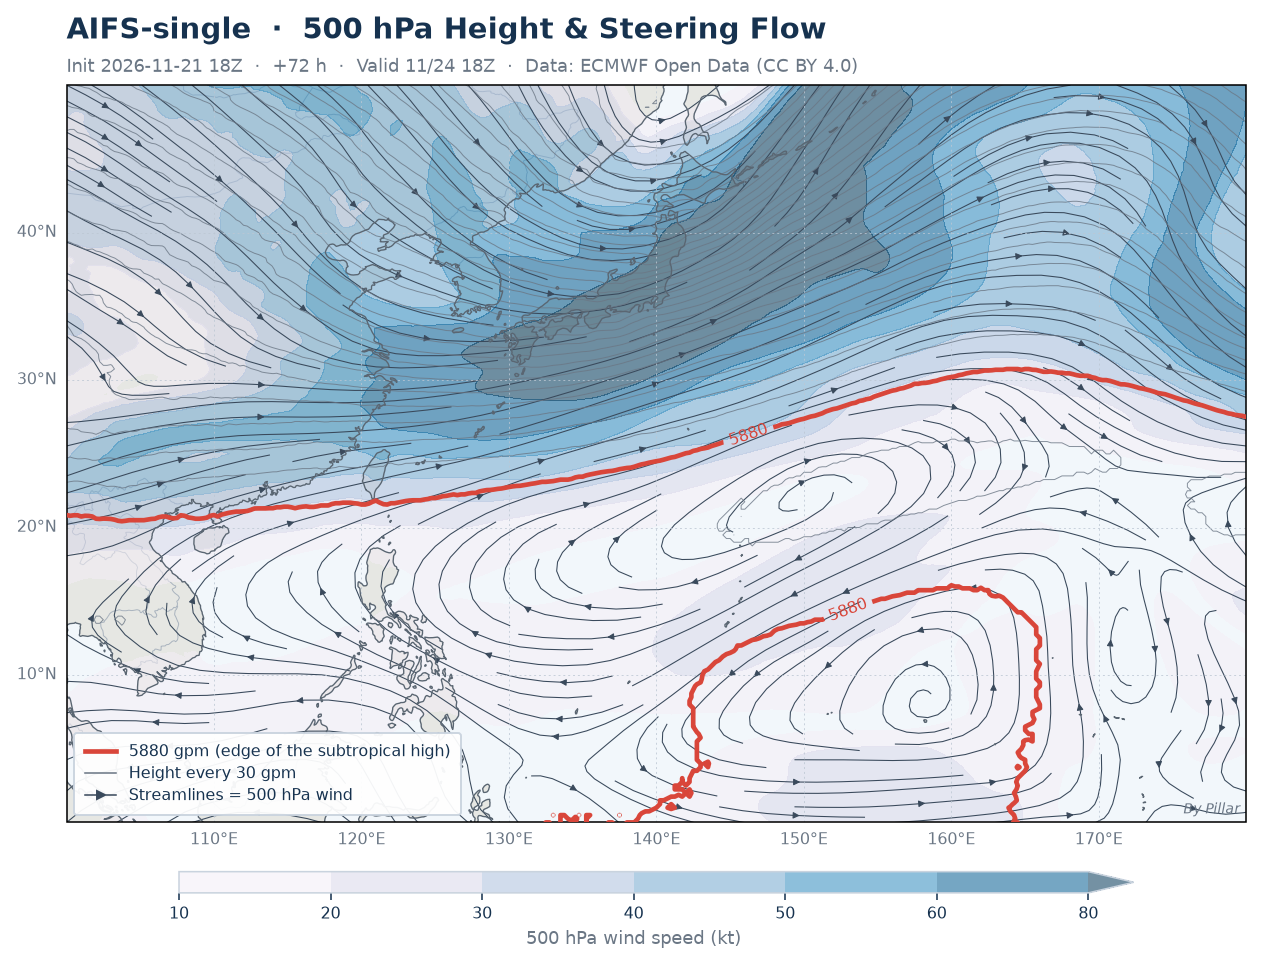 AIFS-single · 500 hPa Height & Steering Flow
Init 2026-11-21 18Z · +72 h · Valid 11/24 18Z · Data: ECMWF Open Data (CC BY 4.0)
40°N
30°N
20°N
10°N
5880
5880
5880 gpm (edge of the subtropical high)
Height every 30 gpm
Streamlines = 500 hPa wind
By Pillar
110°E 120°E 130°E 140°E 150°E 160°E 170°E
10 20 30 40 50 60 80
500 hPa wind speed (kt)